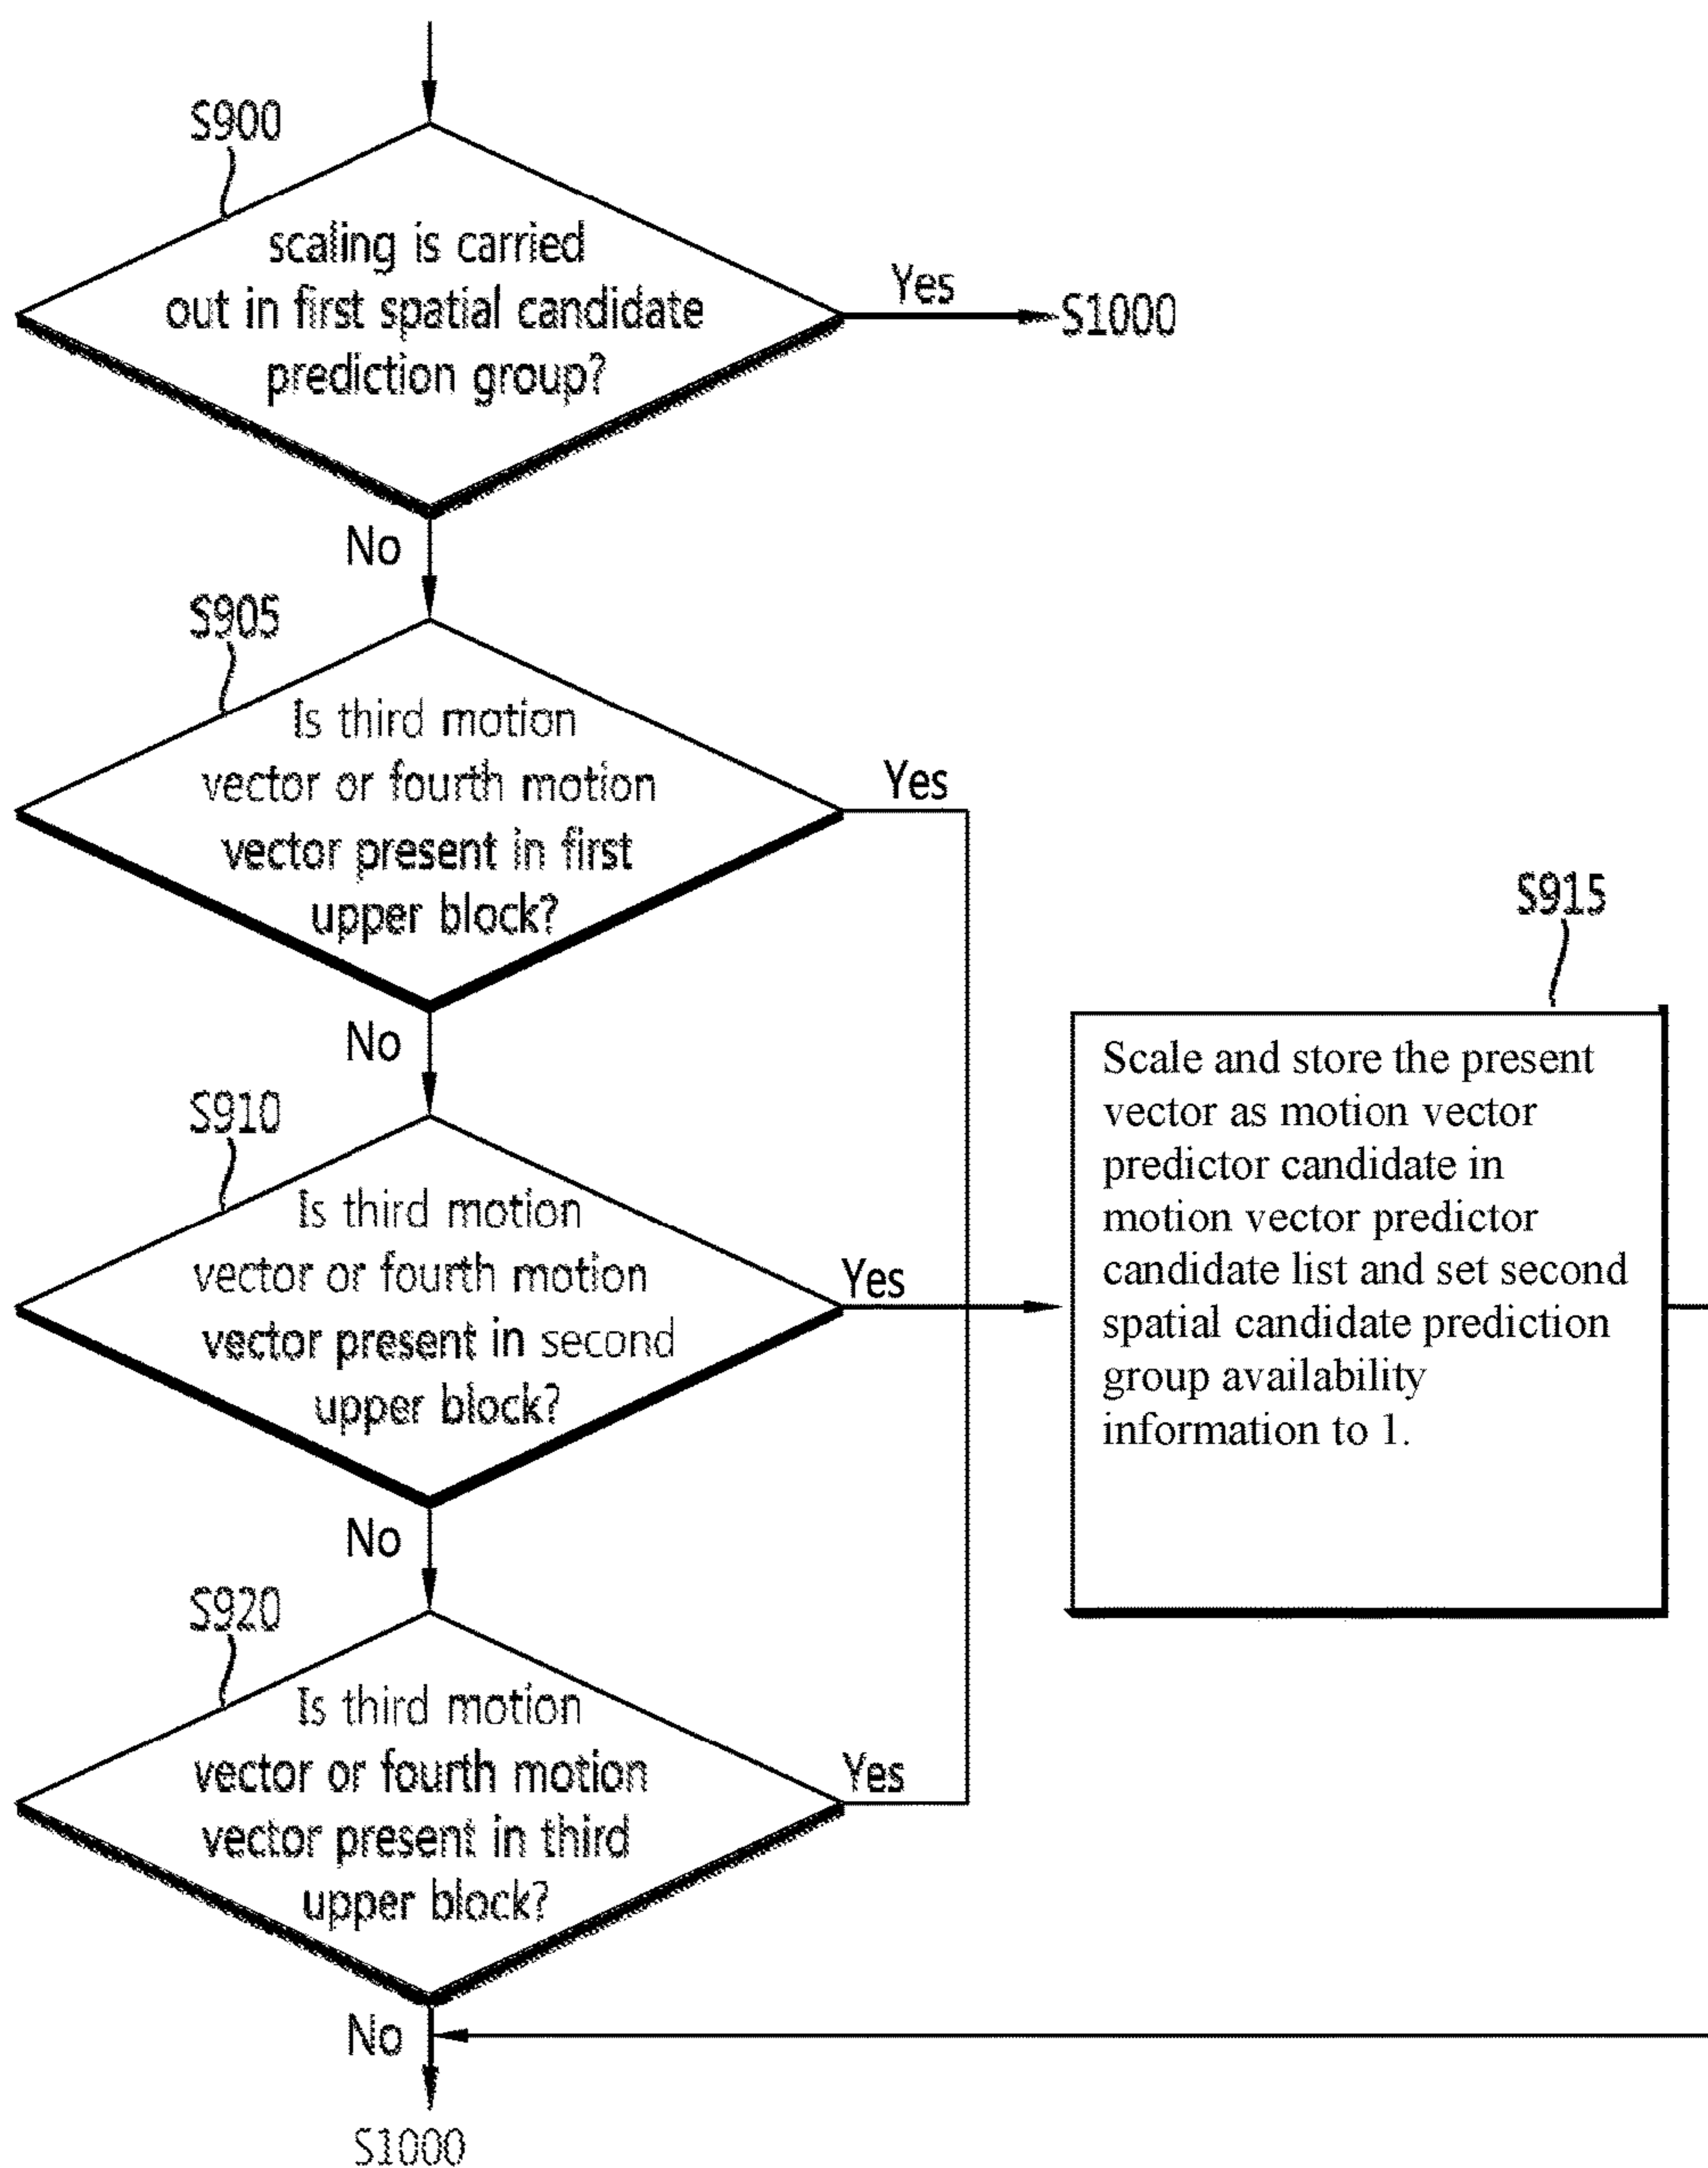 S900
scaling is carried
out in first spatial candidate
prediction group?
Yes
S1000
No
S905
Is third motion
vector or fourth motion
vector present in first
upper block?
Yes
No
S910
Is third motion
vector or fourth motion
vector present in second
upper block?
Yes
S915
Scale and store the present
vector as motion vector
predictor candidate in
motion vector predictor
candidate list and set second
spatial candidate prediction
group availability
information to 1.
No
S920
Is third motion
vector or fourth motion
vector present in third
upper block?
Yes
No
S1000